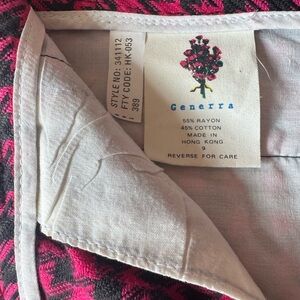 STYLE NO: 341112
FTY CODE: HK-053
389
Generra
55% RAYON
45% COTTON
MADE IN
HONG KONG
9
REVERSE FOR CARE